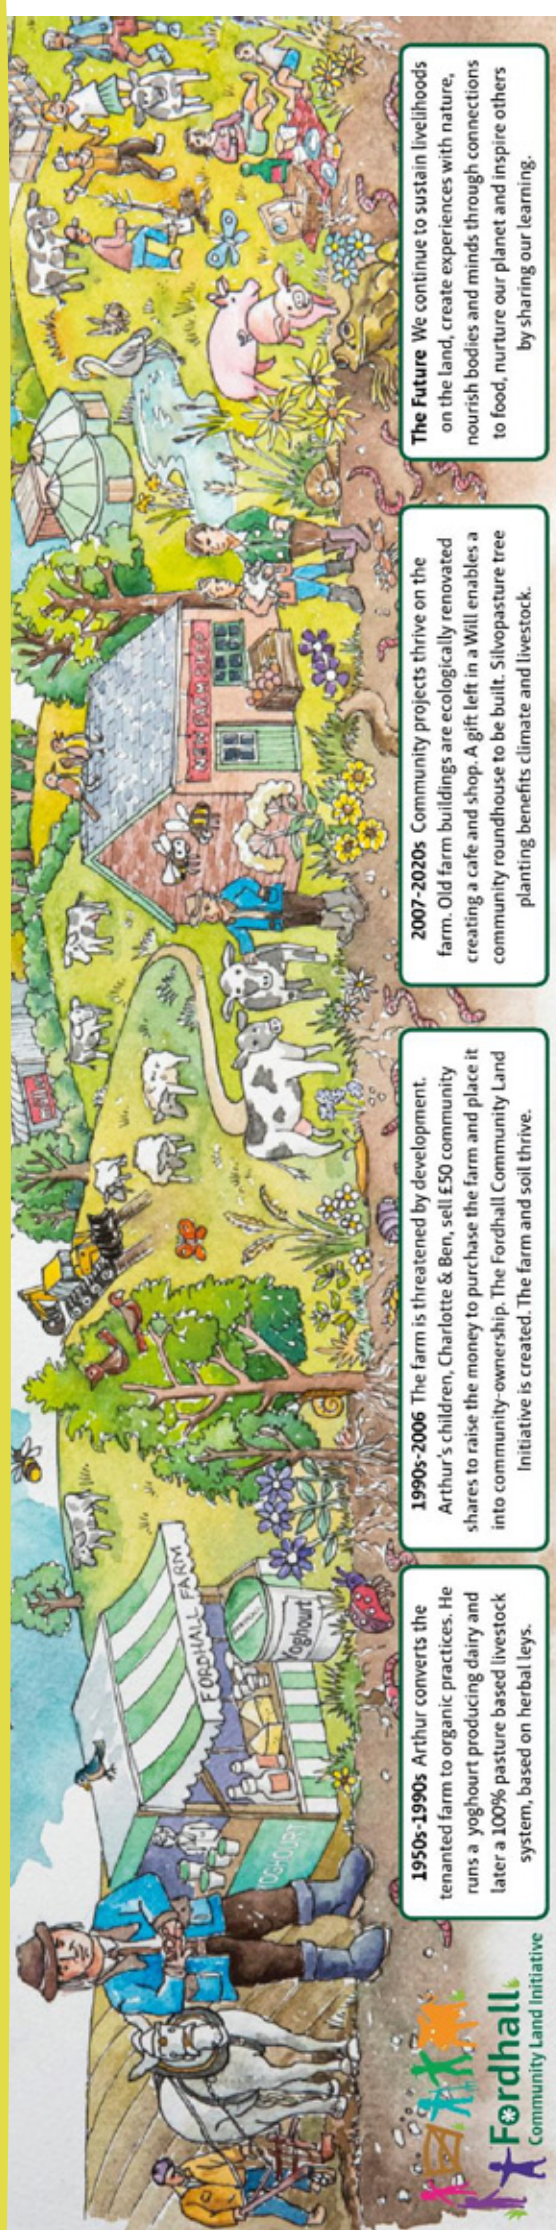 FORDHALL FARM
YOGHOURT
Yoghourt
NEW FARM SHOP
Fordhall
Community Land Initiative
1950s-1990s Arthur converts the
tenanted farm to organic practices. He
runs a yoghourt producing dairy and
later a 100% pasture based livestock
system, based on herbal leys.
1990s-2006 The farm is threatened by development.
Arthur's children, Charlotte & Ben, sell £50 community
shares to raise the money to purchase the farm and place it
into community-ownership. The Fordhall Community Land
Initiative is created. The farm and soil thrive.
2007-2020s Community projects thrive on the
farm. Old farm buildings are ecologically renovated
creating a cafe and shop. A gift left in a Will enables a
community roundhouse to be built. Silvopasture tree
planting benefits climate and livestock.
The Future We continue to sustain livelihoods
on the land, create experiences with nature,
nourish bodies and minds through connections
to food, nurture our planet and inspire others
by sharing our learning.